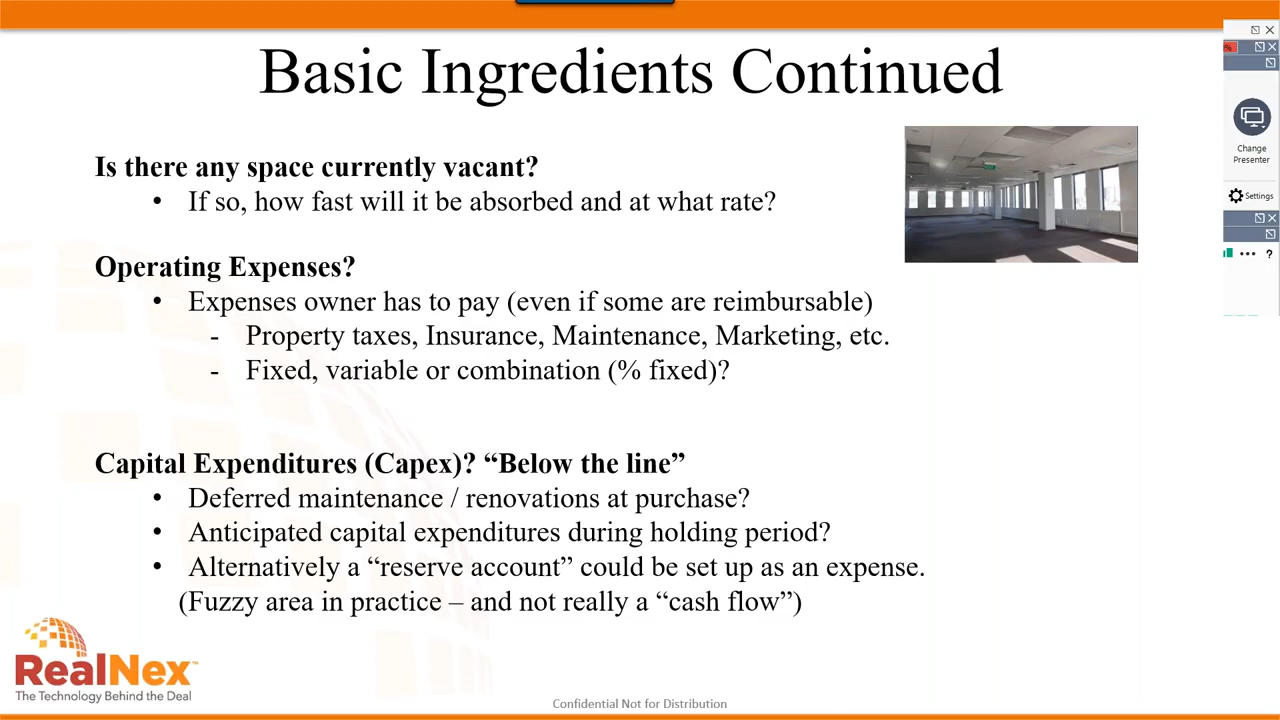 Basic Ingredients Continued
Is there any space currently vacant?
• If so, how fast will it be absorbed and at what rate?
Operating Expenses?
• Expenses owner has to pay (even if some are reimbursable)
- Property taxes, Insurance, Maintenance, Marketing, etc.
- Fixed, variable or combination (% fixed)?
Capital Expenditures (Capex)? “Below the line”
• Deferred maintenance / renovations at purchase?
• Anticipated capital expenditures during holding period?
• Alternatively a “reserve account” could be set up as an expense.
(Fuzzy area in practice – and not really a “cash flow”)
RealNex™
The Technology Behind the Deal
Confidential Not for Distribution
%
Change
Presenter
Settings
?